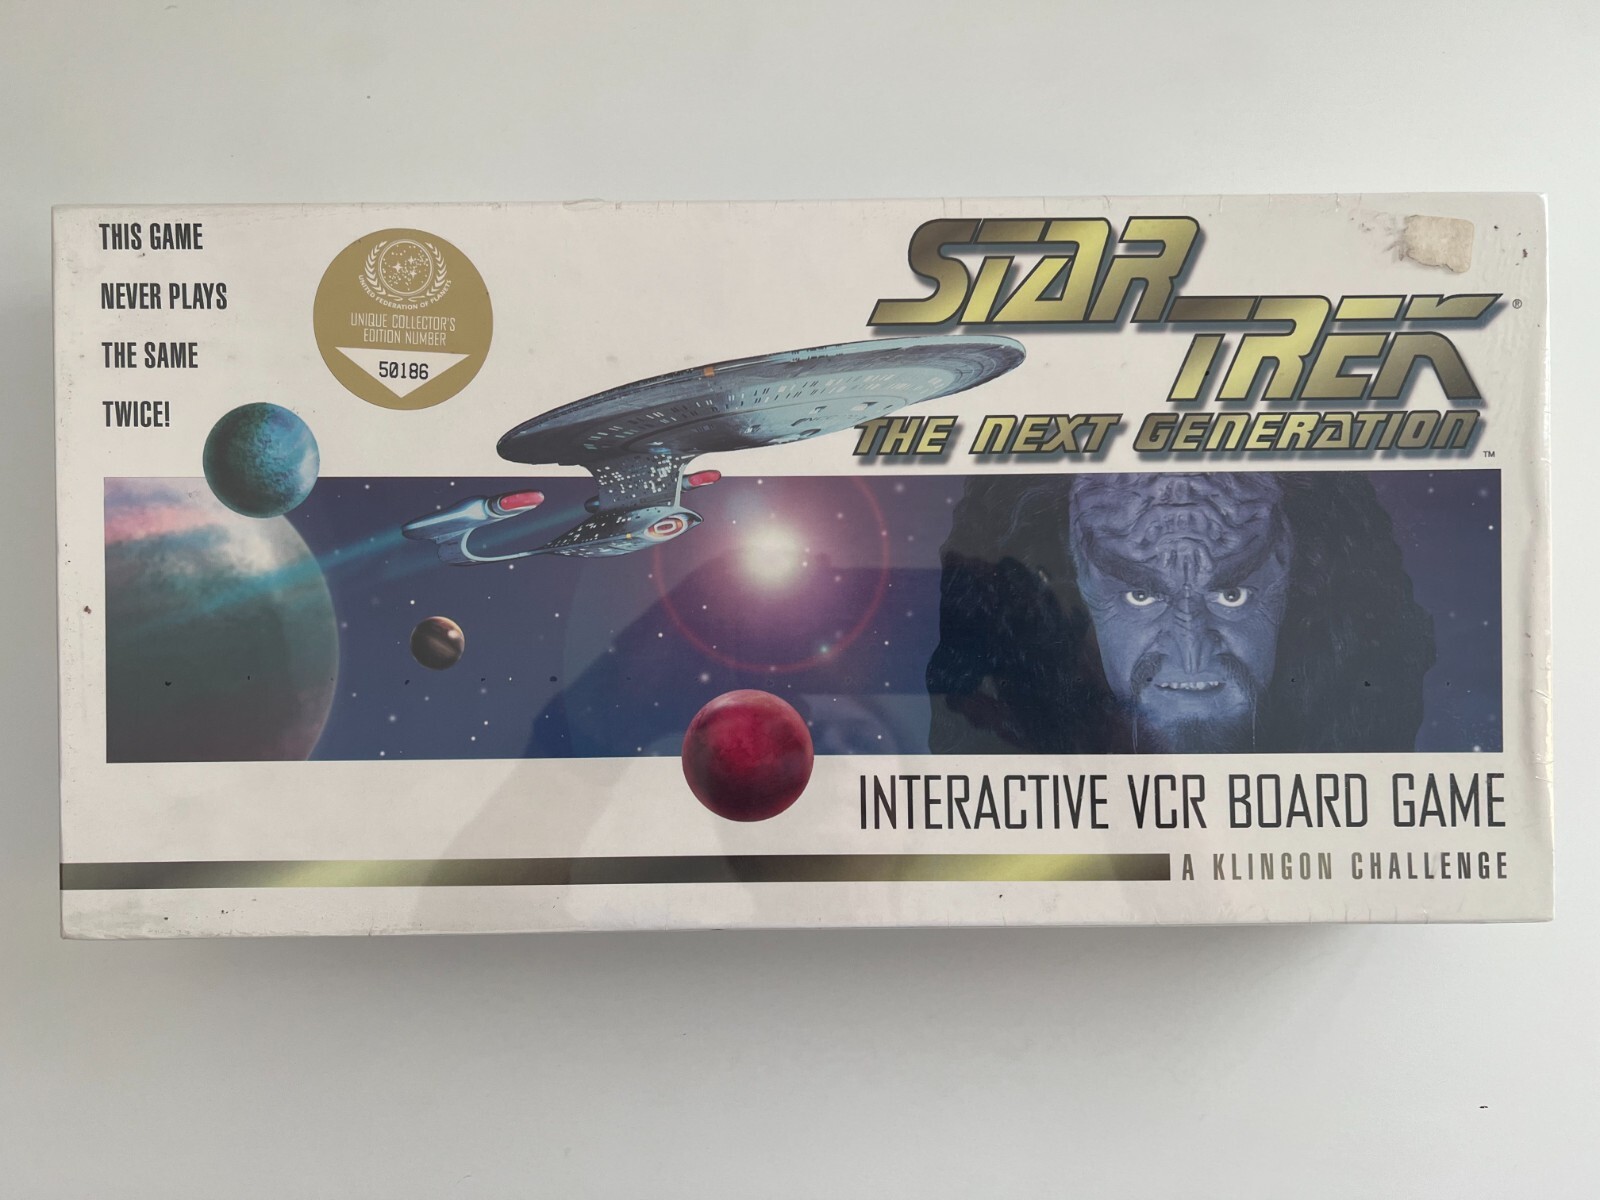 THIS GAME
NEVER PLAYS
THE SAME
TWICE!
UNITED FEDERATION OF PLANETS
UNIQUE COLLECTOR'S
EDITION NUMBER
50186
STAR
TREK®
THE NEXT GENERATION™
INTERACTIVE VCR BOARD GAME
A KLINGON CHALLENGE